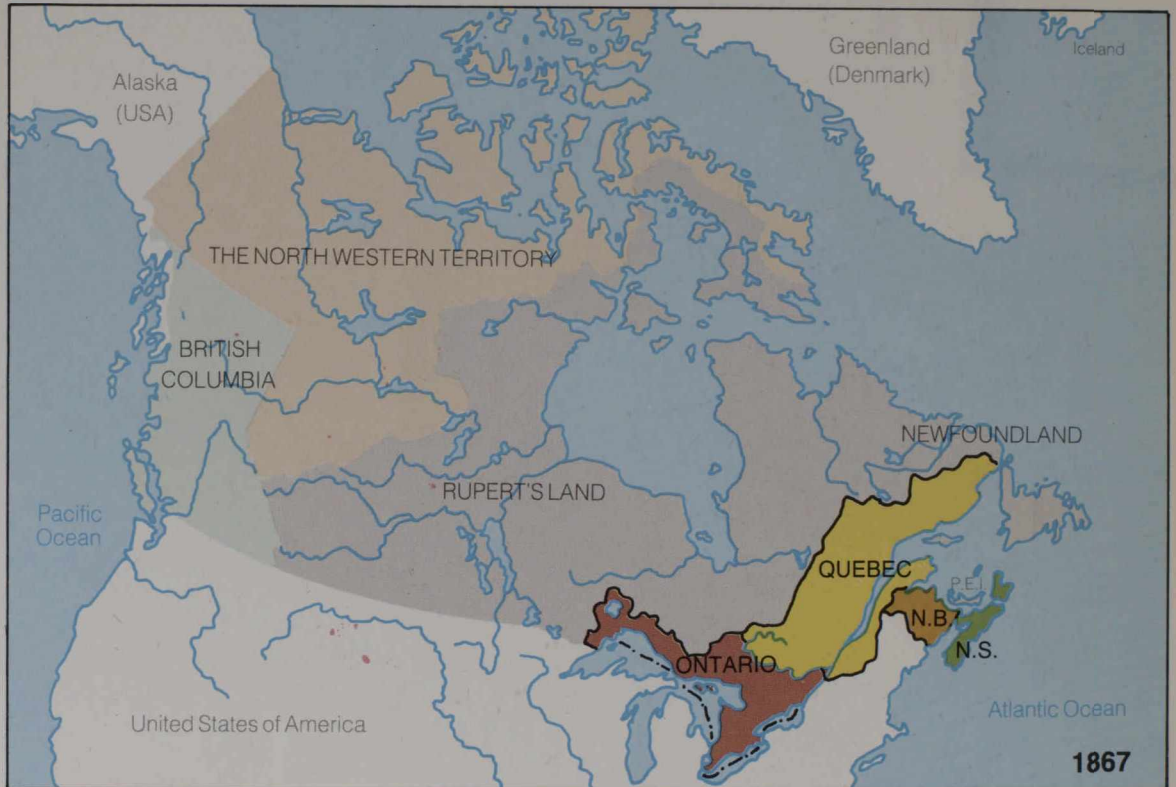 Alaska
(USA)
Greenland
(Denmark)
Iceland
THE NORTH WESTERN TERRITORY
BRITISH
COLUMBIA
NEWFOUNDLAND
RUPERT'S LAND
Pacific
Ocean
QUEBEC
P.E.I.
N.B.
N.S.
ONTARIO
United States of America
Atlantic Ocean
1867